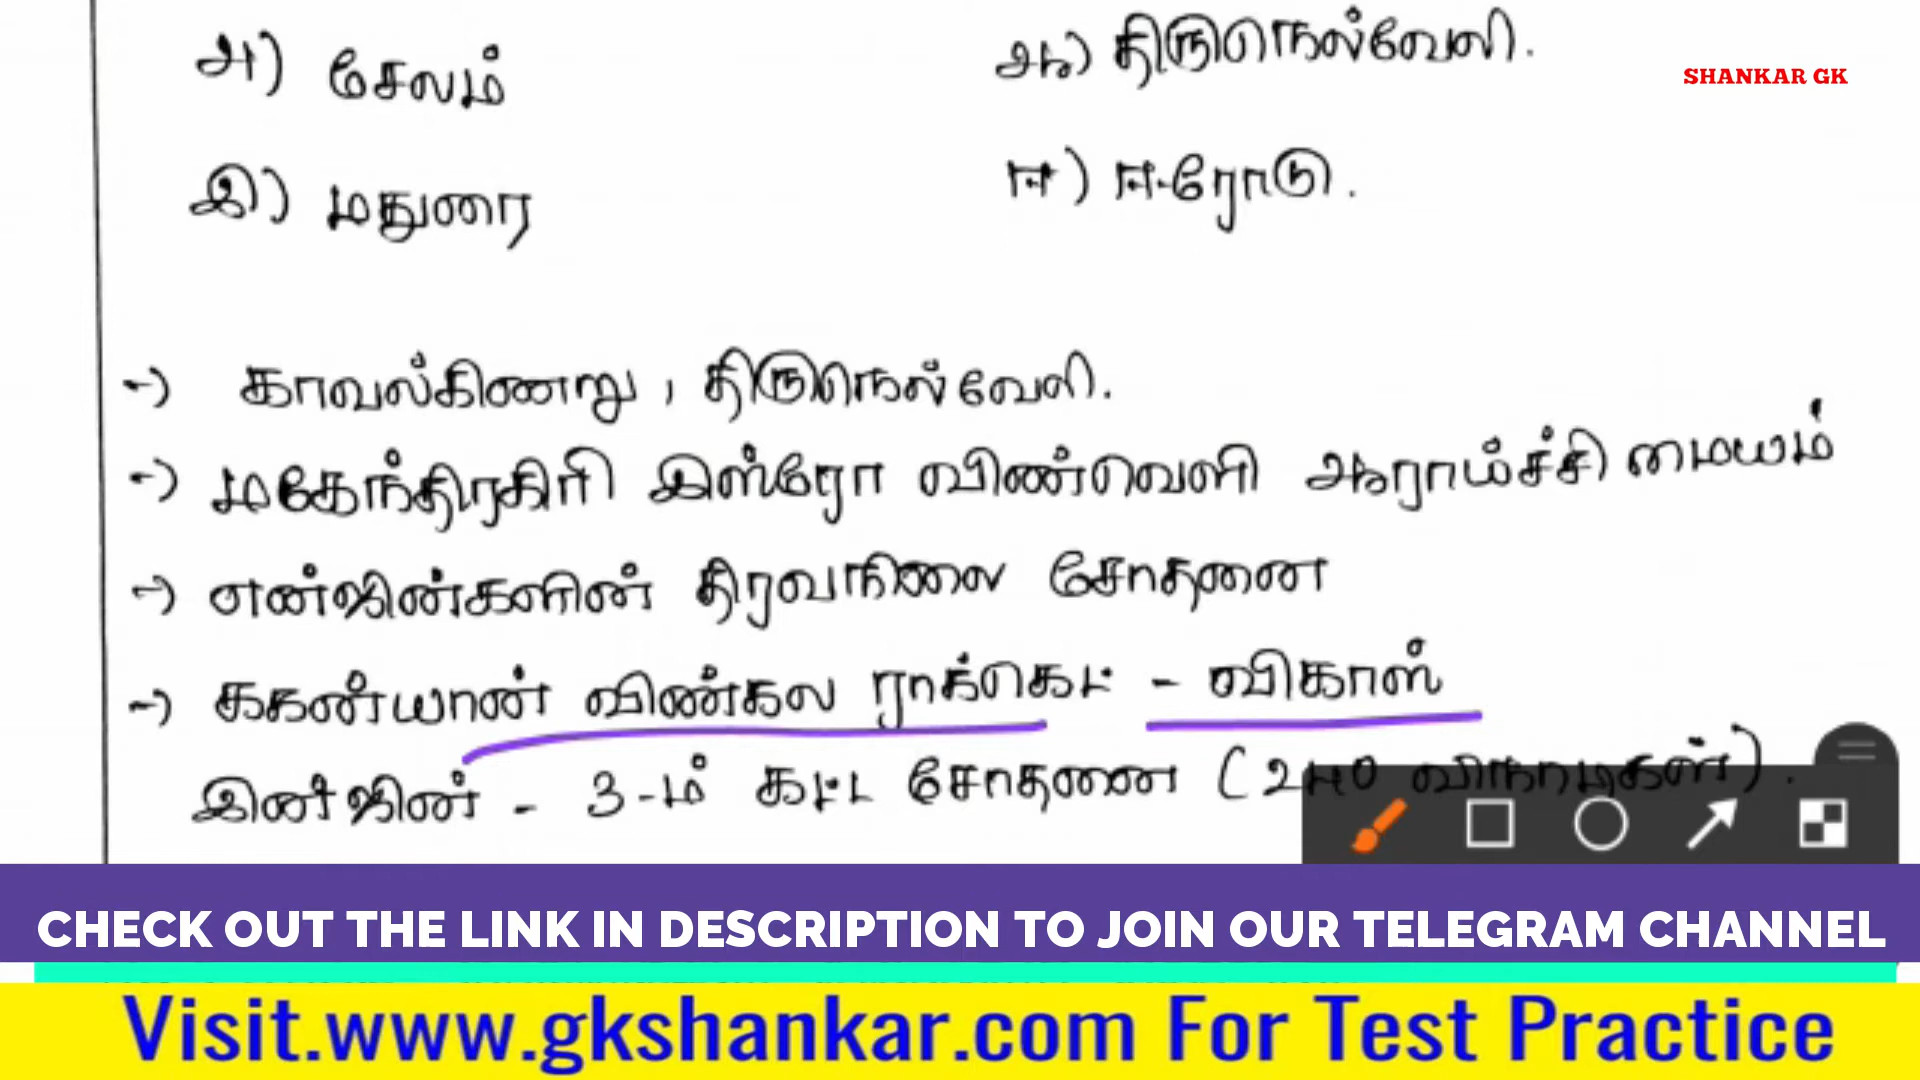 அ) சேலம்
ஆ) திருநெல்வேலி.
SHANKAR GK
இ) மதுரை
ஈ) ஈரோடு.
-) காவல்கிணறு, திருநெல்வேலி.
-) மகேந்திரகிரி இஸ்ரோ விண்வெளி ஆராய்ச்சி மையம்
-) என்ஜின்களின் திரவநிலை சோதனை
-) ககன்யான் விண்கல ராக்கெட் - விகாஸ்
இன்ஜின் - 3-ம் கட்ட சோதனை (240 விநாடிகள்).
CHECK OUT THE LINK IN DESCRIPTION TO JOIN OUR TELEGRAM CHANNEL
Visit.www.gkshankar.com For Test Practice